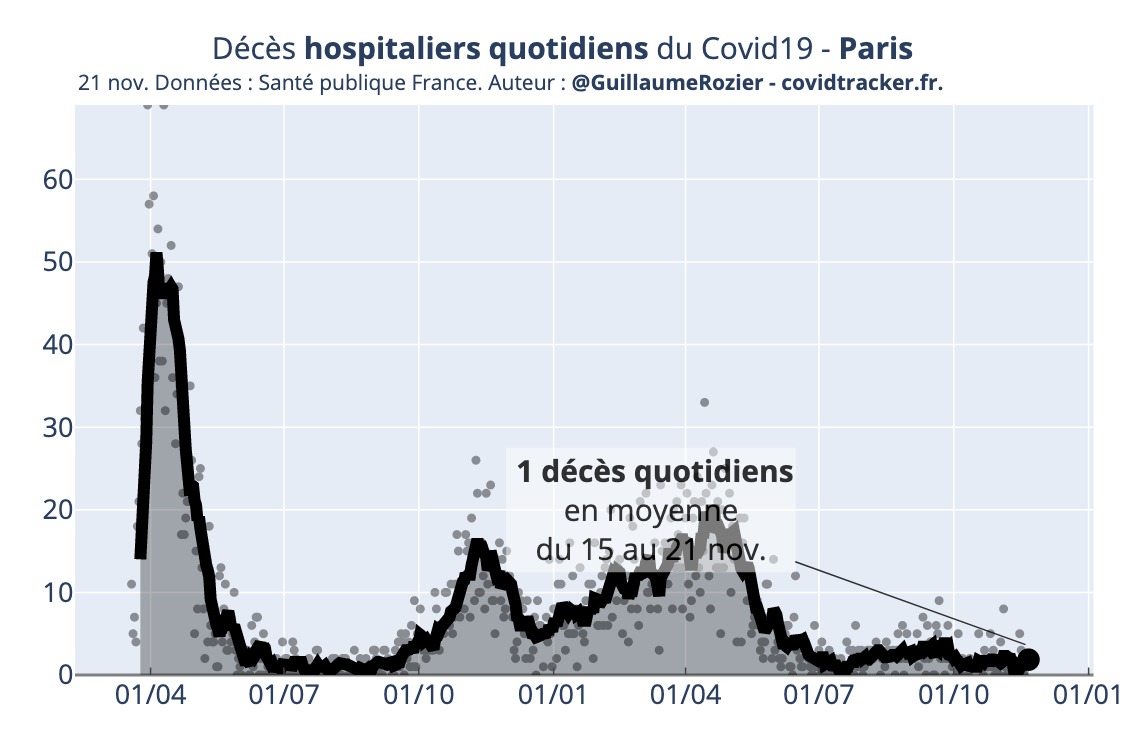 Décès hospitaliers quotidiens du Covid19 - Paris
21 nov. Données : Santé publique France. Auteur : @GuillaumeRozier - covidtracker.fr.
60
50
40
30
20
10
0
1 décès quotidiens
en moyenne
du 15 au 21 nov.
01/04 01/07 01/10 01/01 01/04 01/07 01/10 01/01